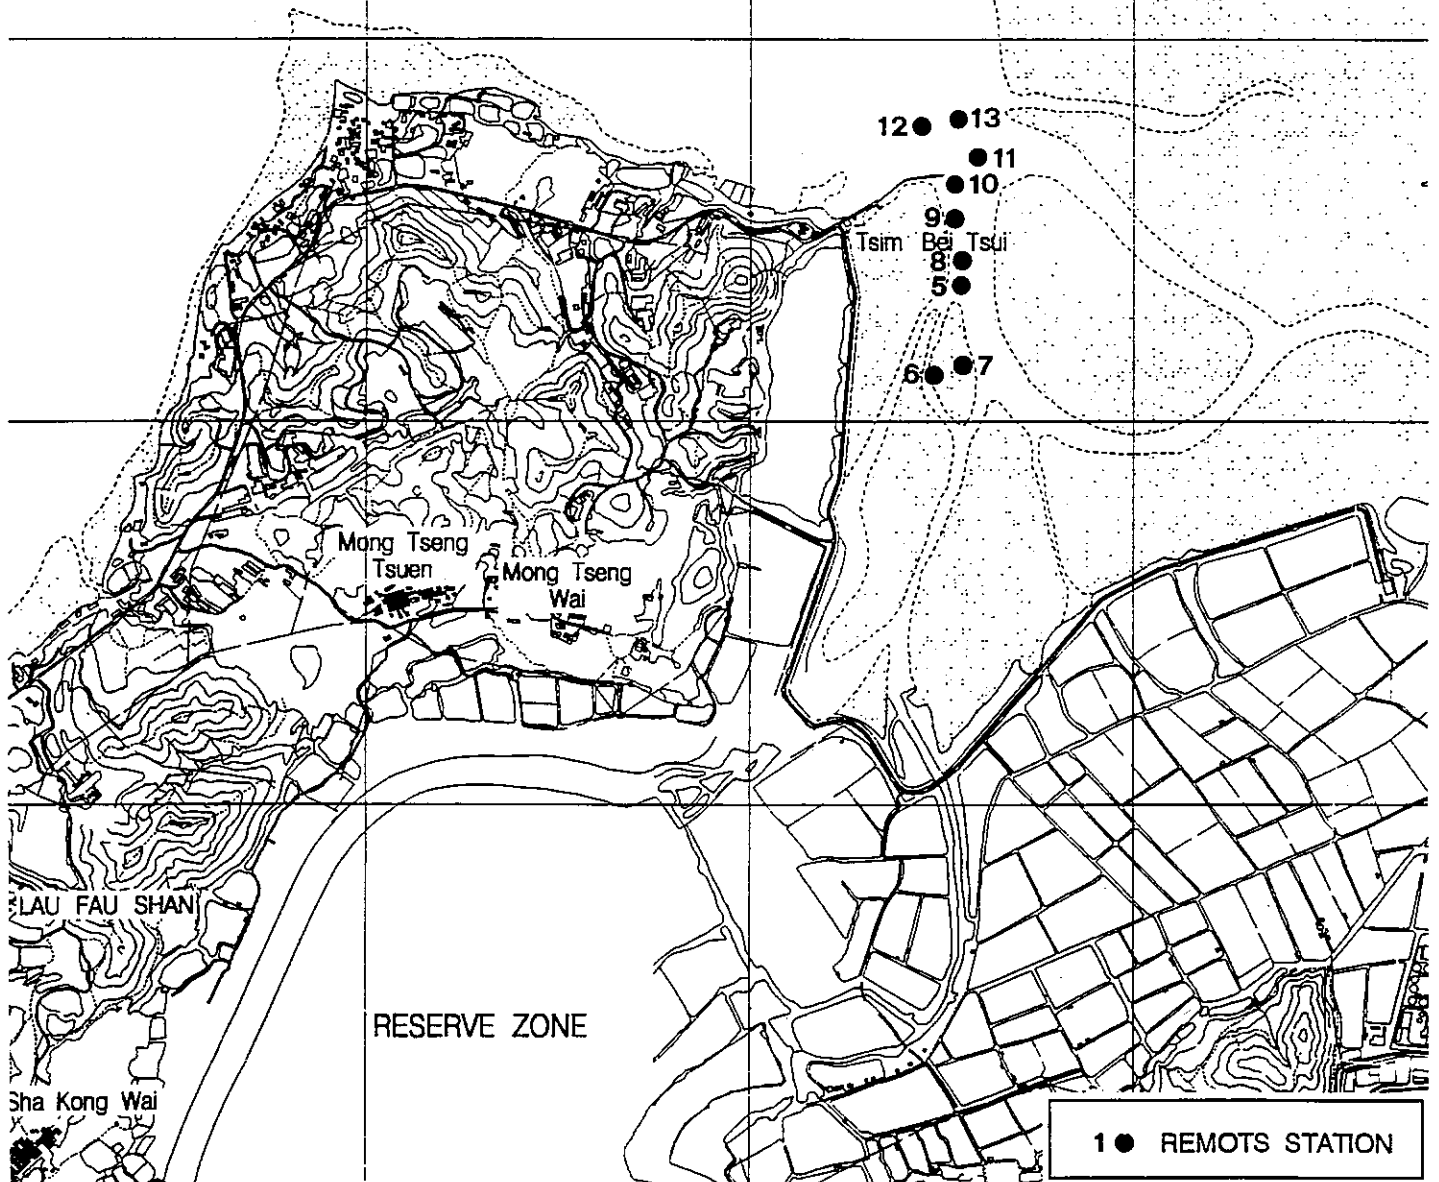 12
13
11
10
9
Tsim Bei Tsui
8
5
6
7
Mong Tseng
Tsuen
Mong Tseng
Wai
LAU FAU SHAN
RESERVE ZONE
Sha Kong Wai
1 REMOTS STATION